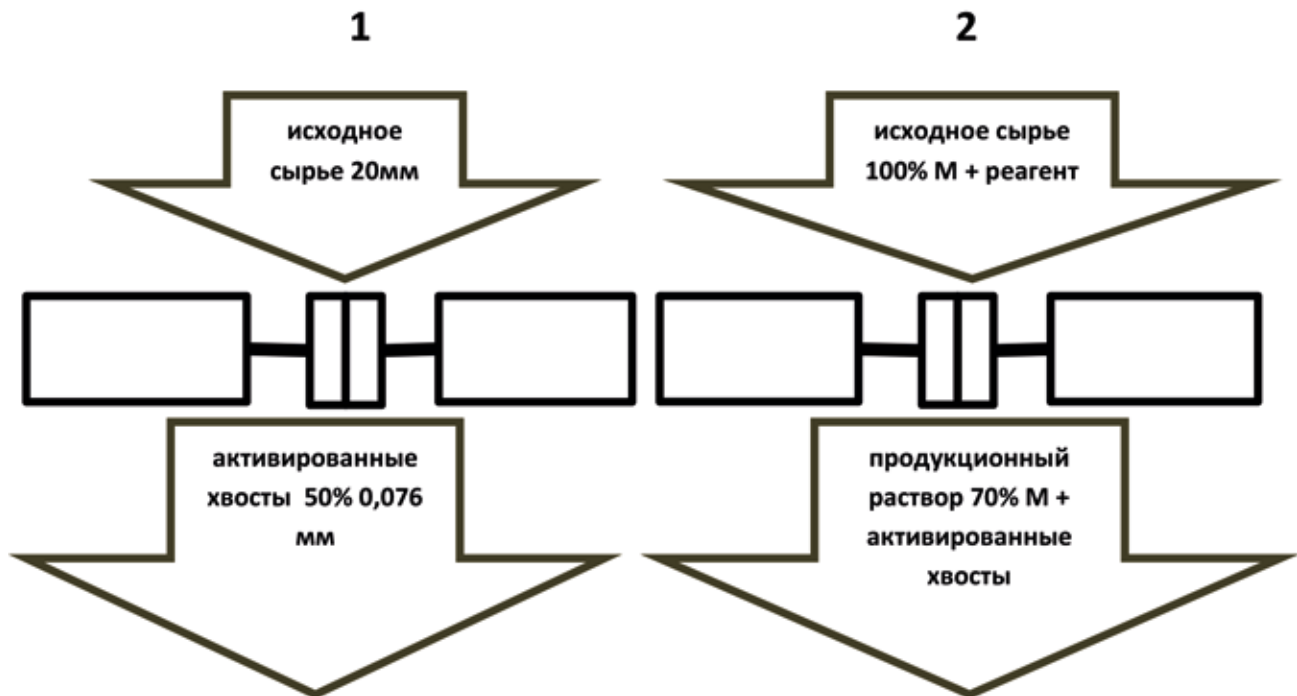 1
исходное
сырье 20мм
активированные
хвосты 50% 0,076
мм
2
исходное сырье
100% М + реагент
продукционный
раствор 70% М +
активированные
хвосты